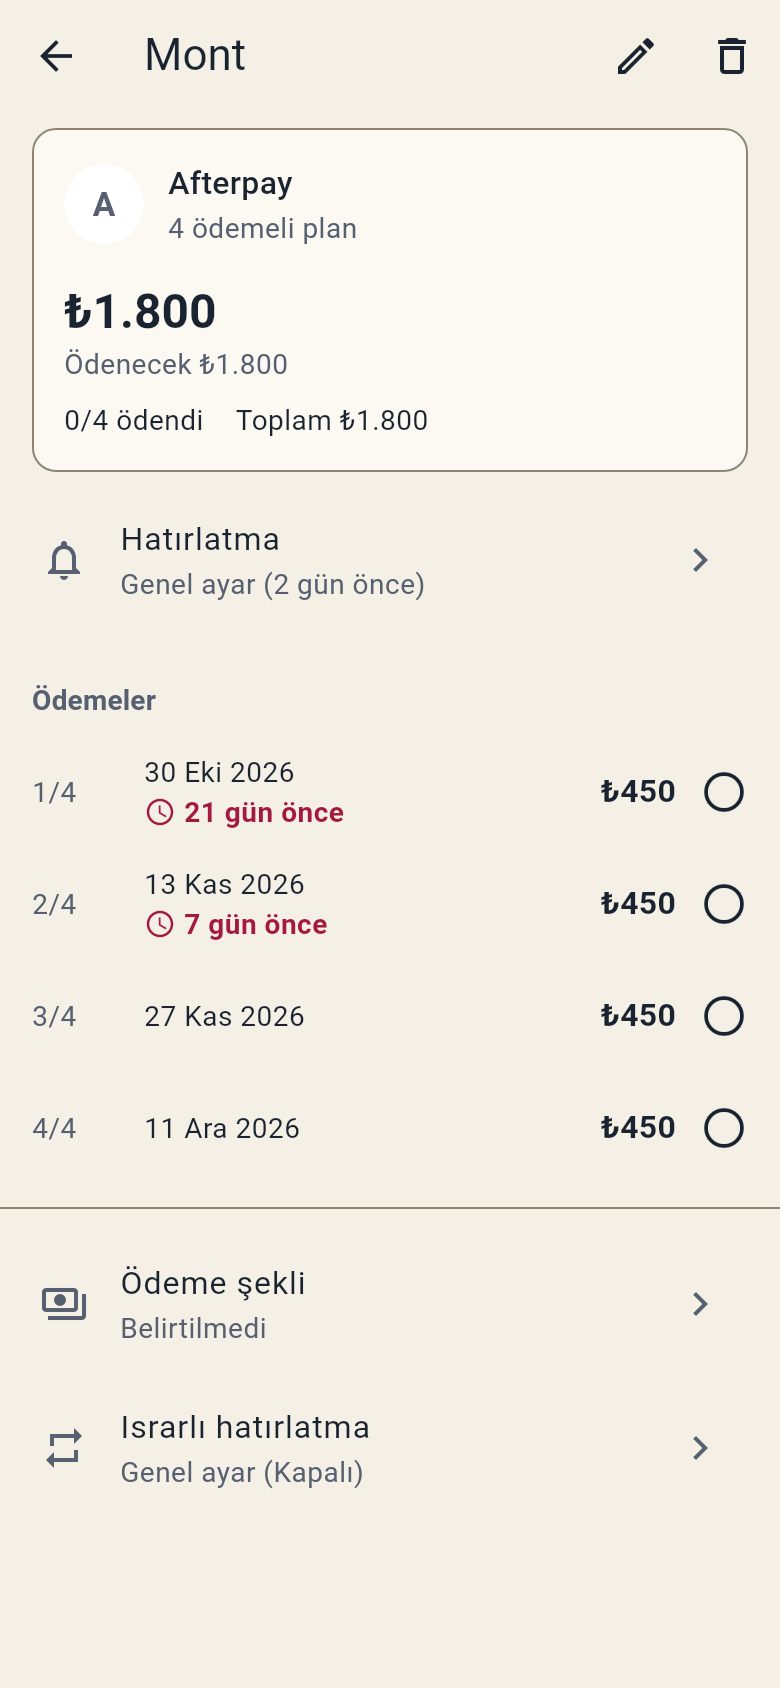 Mont
A
Afterpay
4 ödemeli plan
₺1.800
Ödenecek ₺1.800
0/4 ödendi Toplam ₺1.800
Hatırlatma
Genel ayar (2 gün önce)
Ödemeler
1/4 30 Eki 2026 ₺450
21 gün önce
2/4 13 Kas 2026 ₺450
7 gün önce
3/4 27 Kas 2026 ₺450
4/4 11 Ara 2026 ₺450
Ödeme şekli
Belirtilmedi
Israrlı hatırlatma
Genel ayar (Kapalı)